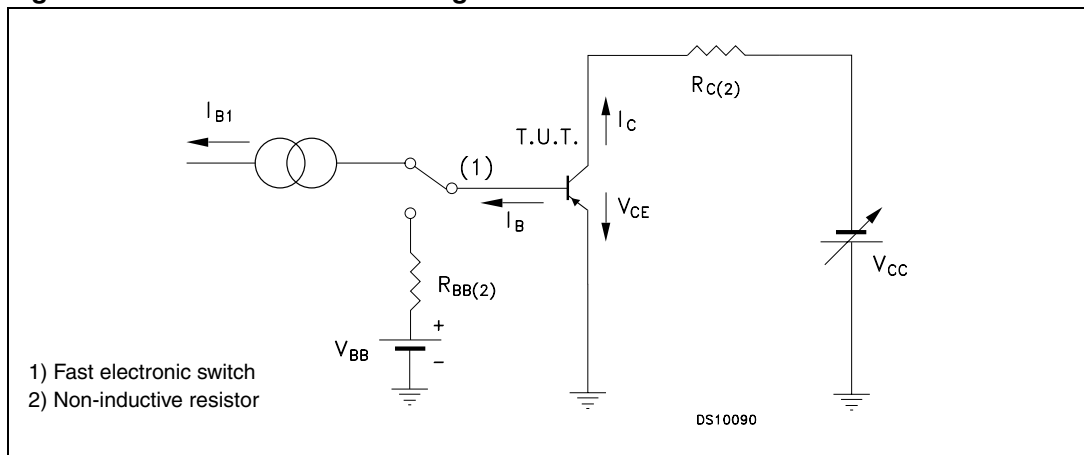 I_B1
T.U.T.
I_C
R_C(2)
(1)
I_B
V_CE
V_CC
R_BB(2)
V_BB
+
-
1) Fast electronic switch
2) Non-inductive resistor
DS10090